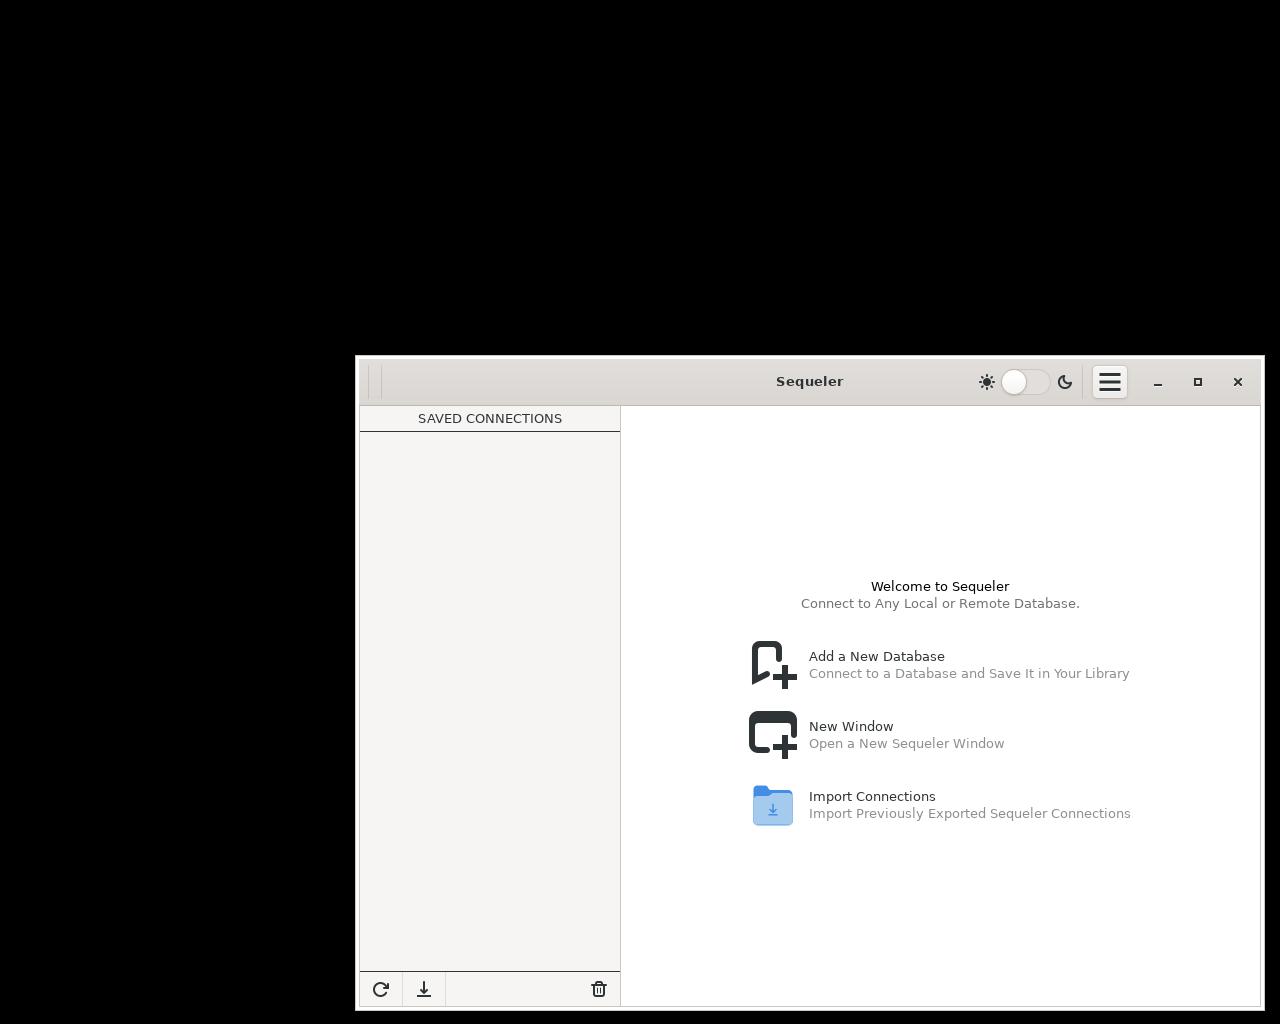 Sequeler
SAVED CONNECTIONS
Welcome to Sequeler
Connect to Any Local or Remote Database.
Add a New Database
Connect to a Database and Save It in Your Library
New Window
Open a New Sequeler Window
Import Connections
Import Previously Exported Sequeler Connections